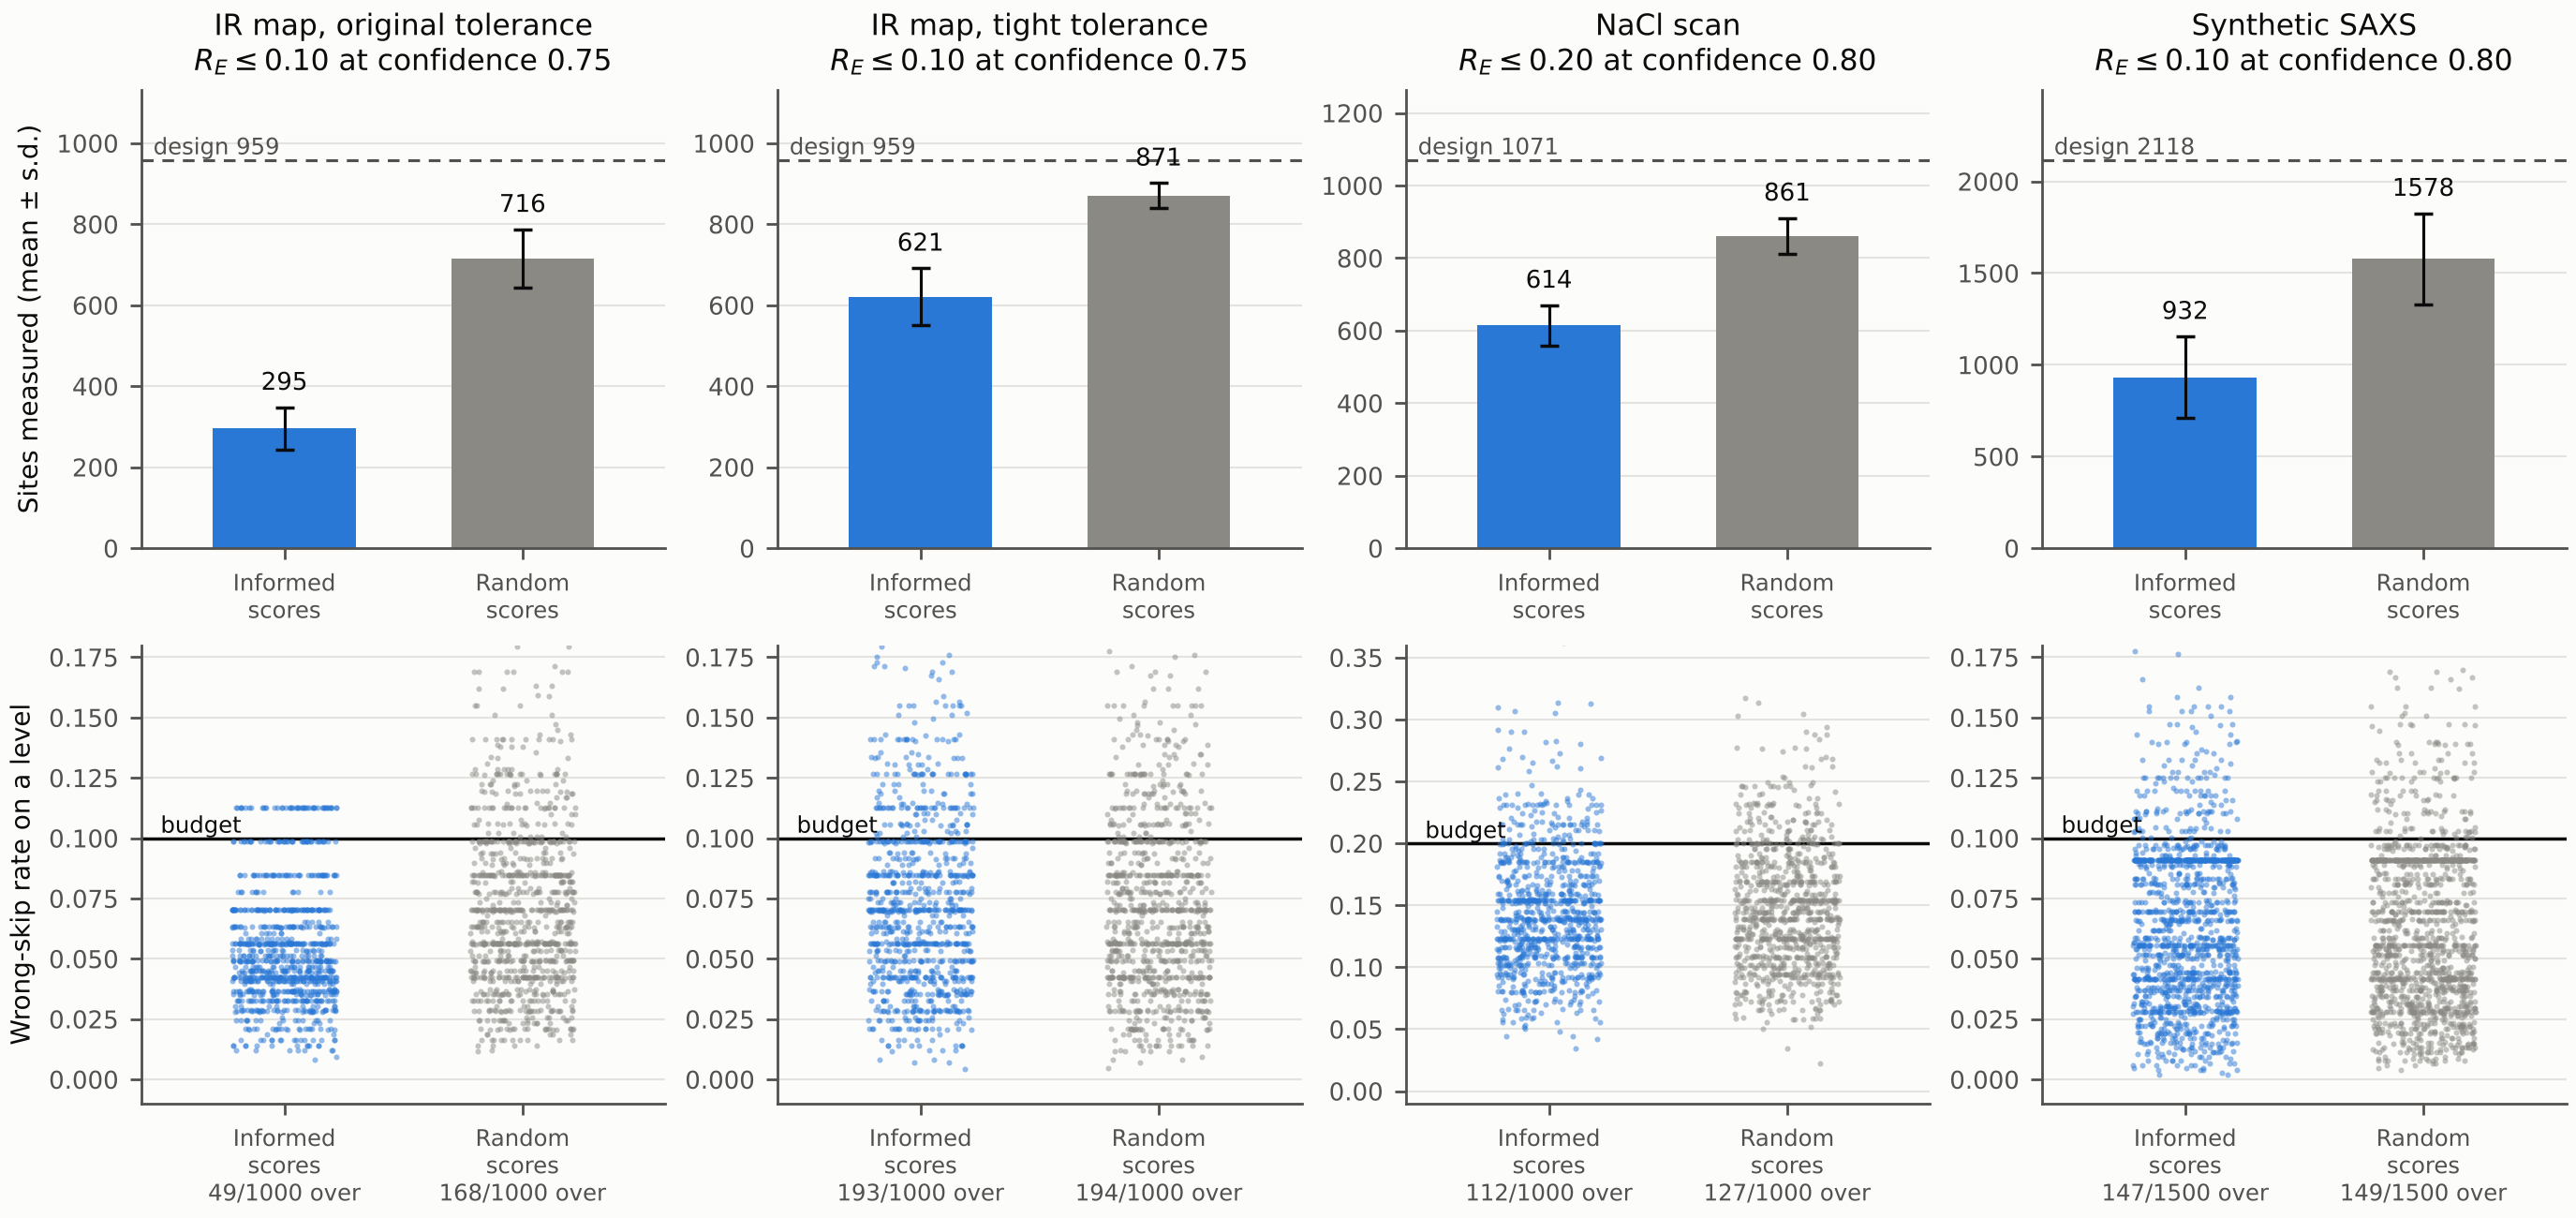 IR map, original tolerance
R_E ≤ 0.10 at confidence 0.75
IR map, tight tolerance
R_E ≤ 0.10 at confidence 0.75
NaCl scan
R_E ≤ 0.20 at confidence 0.80
Synthetic SAXS
R_E ≤ 0.10 at confidence 0.80
Sites measured (mean ± s.d.)
1000
800
600
400
200
0
design 959
295
716
Informed
scores
Random
scores
1000
800
600
400
200
0
design 959
621
871
Informed
scores
Random
scores
1200
1000
800
600
400
200
0
design 1071
614
861
Informed
scores
Random
scores
2000
1500
1000
500
0
design 2118
932
1578
Informed
scores
Random
scores
Wrong-skip rate on a level
0.175
0.150
0.125
0.100
0.075
0.050
0.025
0.000
budget
Informed
scores
49/1000 over
Random
scores
168/1000 over
0.175
0.150
0.125
0.100
0.075
0.050
0.025
0.000
budget
Informed
scores
193/1000 over
Random
scores
194/1000 over
0.35
0.30
0.25
0.20
0.15
0.10
0.05
0.00
budget
Informed
scores
112/1000 over
Random
scores
127/1000 over
0.175
0.150
0.125
0.100
0.075
0.050
0.025
0.000
budget
Informed
scores
147/1500 over
Random
scores
149/1500 over